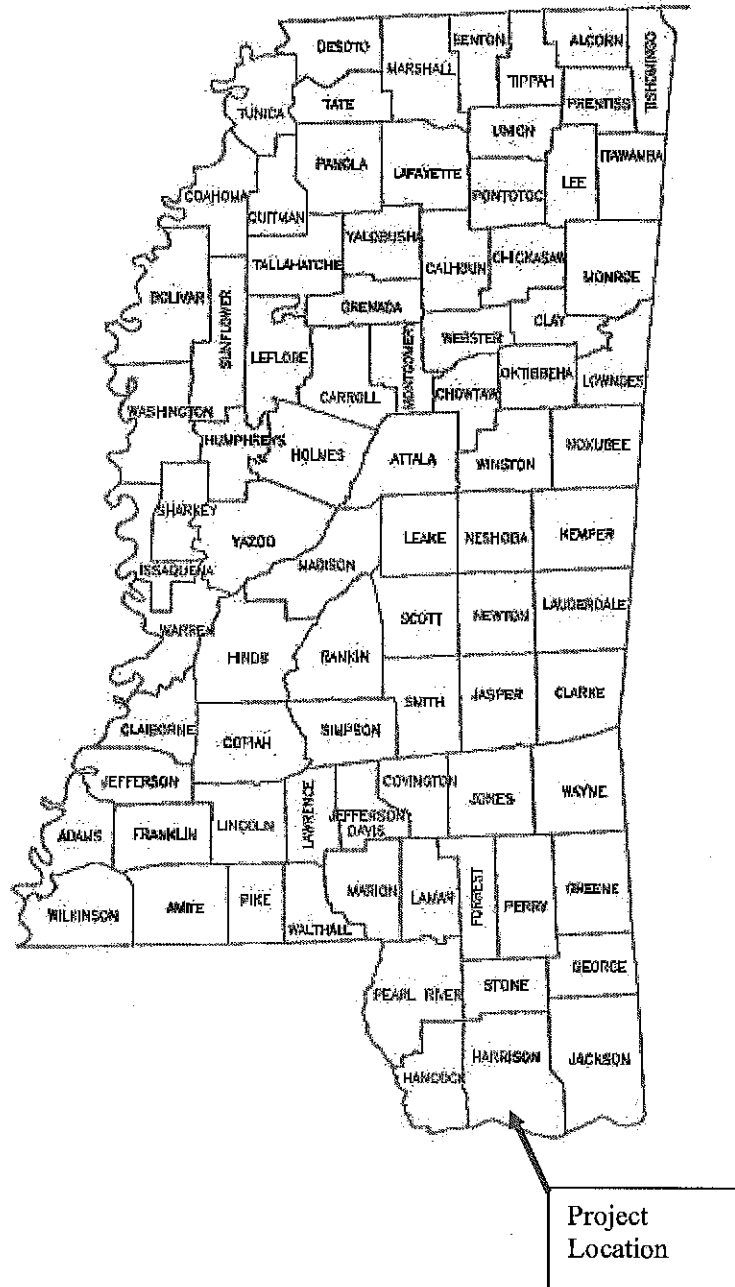 DESOTO
BENTON
ALCORN
TISHOMINGO
MARSHALL
TIPPAH
TATE
PRENTISS
TUNICA
UNION
PANOLA
LAFAYETTE
LEE
ITAWAMBA
COAHOMA
PONTOTOC
QUITMAN
YALOBUSHA
CHICKASAW
TALLAHATCHIE
CALHOUN
MONROE
BOLIVAR
SUNFLOWER
GRENADA
CLAY
WEBSTER
LEFLORE
MONTGOMERY
OKTIBBEHA
LOWNDES
CARROLL
CHOCTAW
WASHINGTON
HUMPHREYS
HOLMES
ATTALA
WINSTON
NOXUBEE
SHARKEY
YAZOO
LEAKE
NESHOBA
KEMPER
MADISON
ISSAQUENA
SCOTT
NEWTON
LAUDERDALE
WARREN
HINDS
RANKIN
SMITH
JASPER
CLARKE
CLAIBORNE
COPIAH
SIMPSON
JEFFERSON
COVINGTON
JONES
WAYNE
LAWRENCE
JEFFERSON
DAVIS
ADAMS
FRANKLIN
LINCOLN
MARION
LAMAR
FORREST
PERRY
GREENE
WILKINSON
AMITE
PIKE
WALTHALL
GEORGE
PEARL RIVER
STONE
HARRISON
JACKSON
HANCOCK
Project
Location